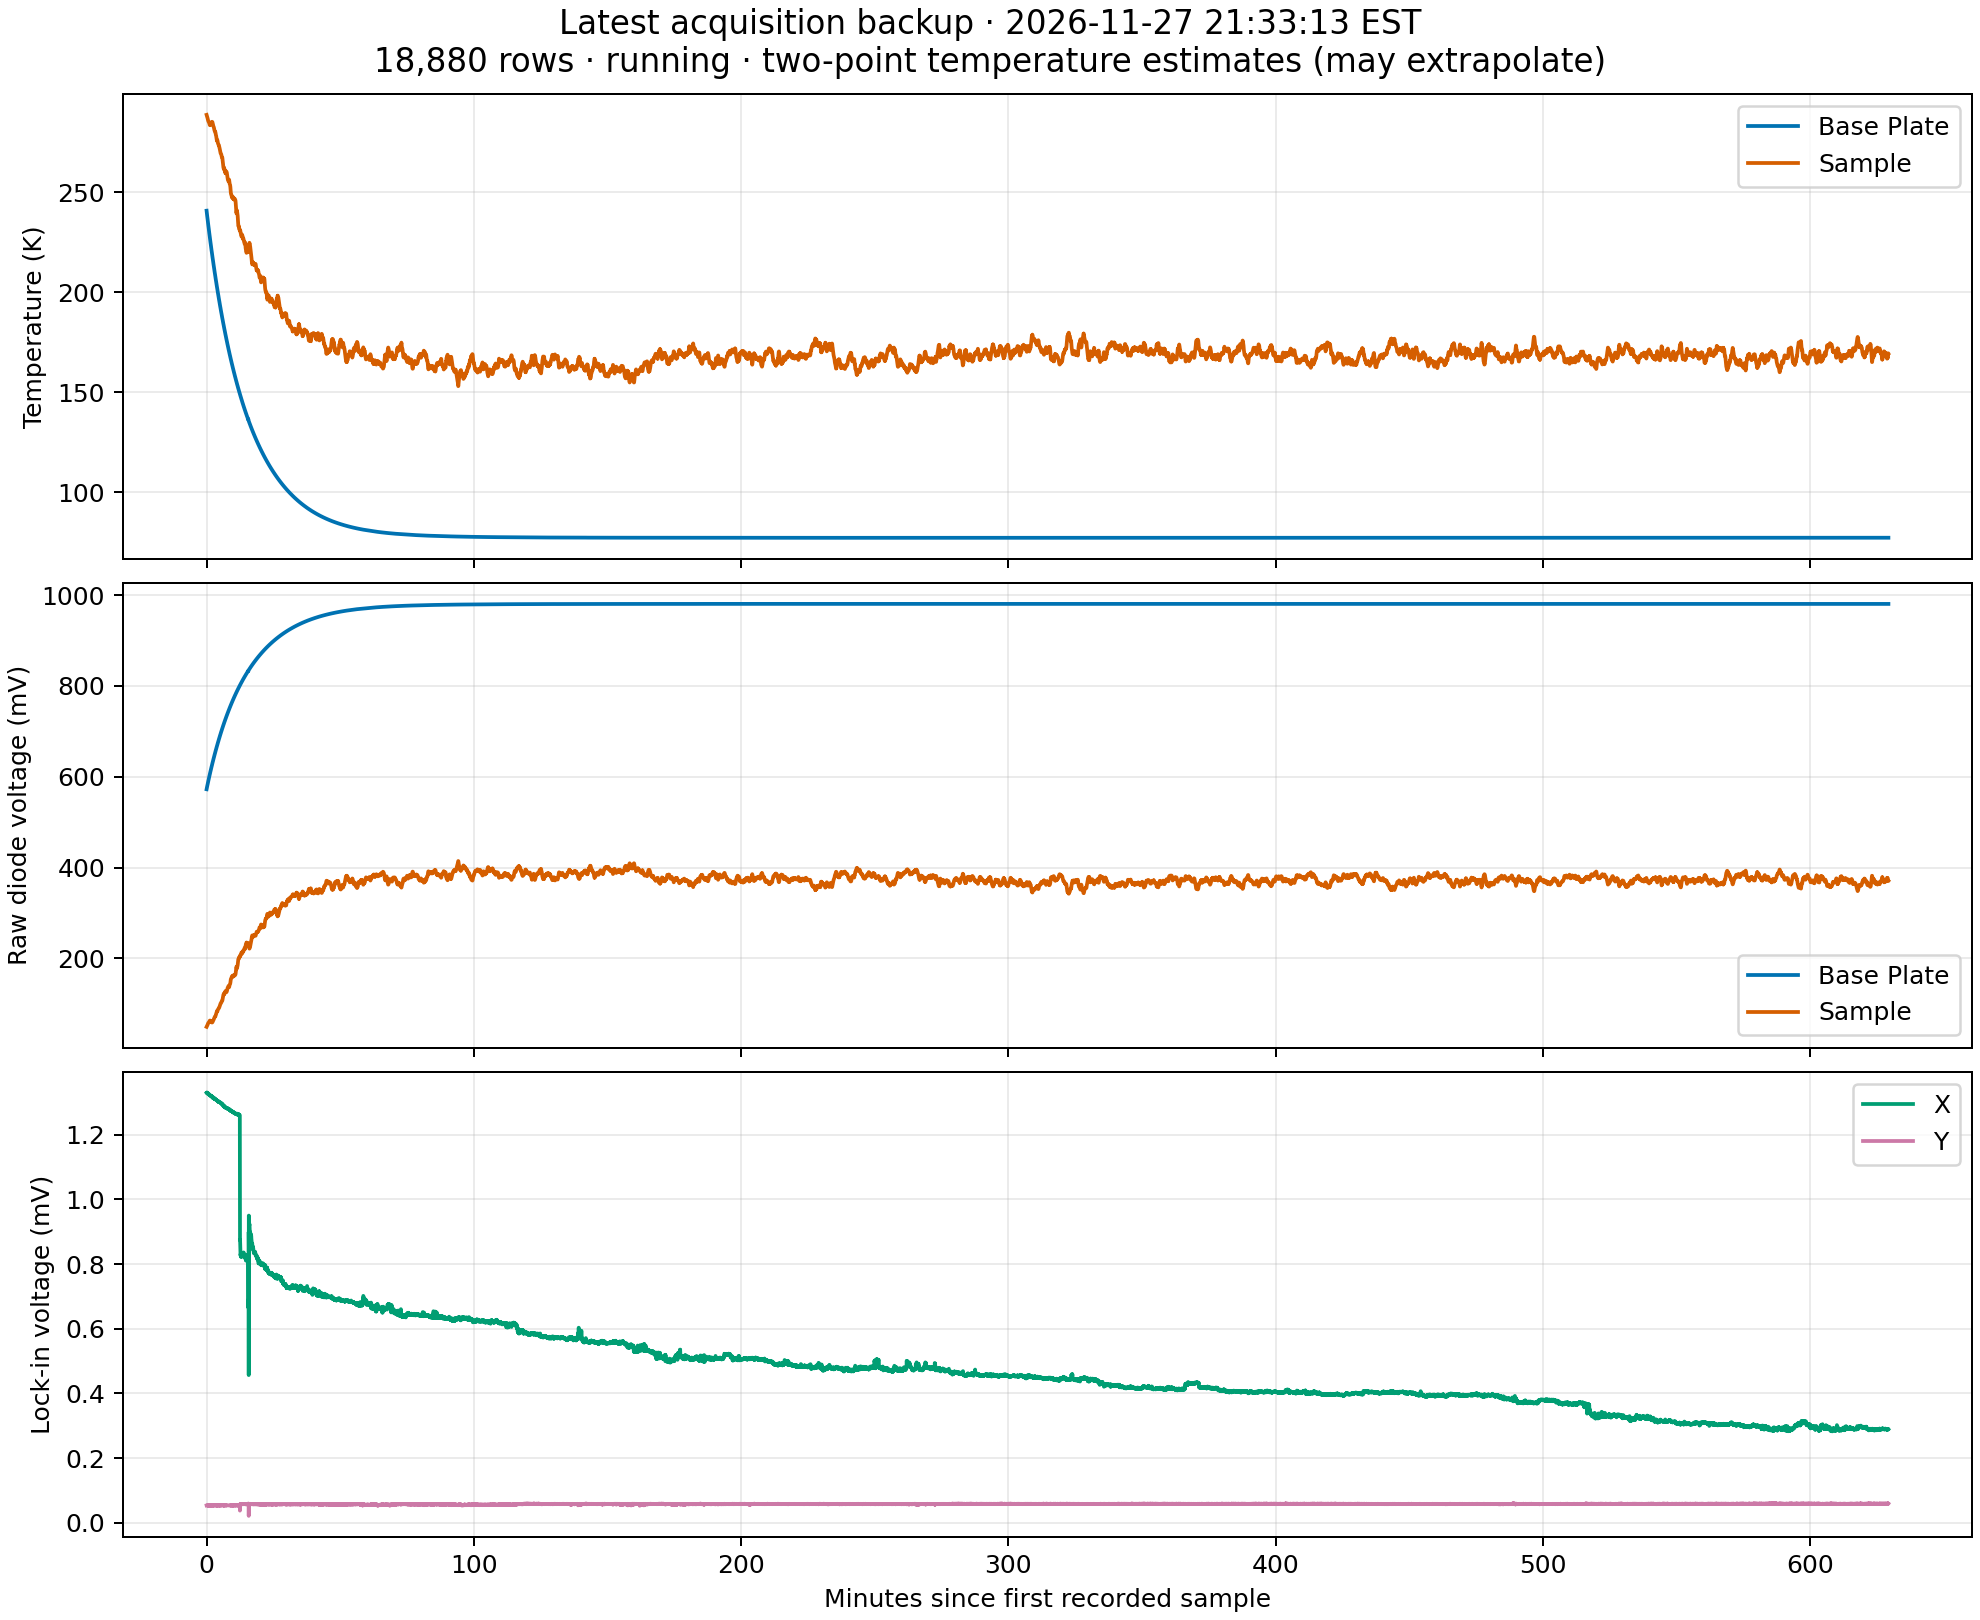 Latest acquisition backup · 2026-11-27 21:33:13 EST
18,880 rows · running · two-point temperature estimates (may extrapolate)
Temperature (K)
250
200
150
100
Base Plate
Sample
Raw diode voltage (mV)
1000
800
600
400
200
Base Plate
Sample
Lock-in voltage (mV)
1.2
1.0
0.8
0.6
0.4
0.2
0.0
X
Y
0 100 200 300 400 500 600
Minutes since first recorded sample